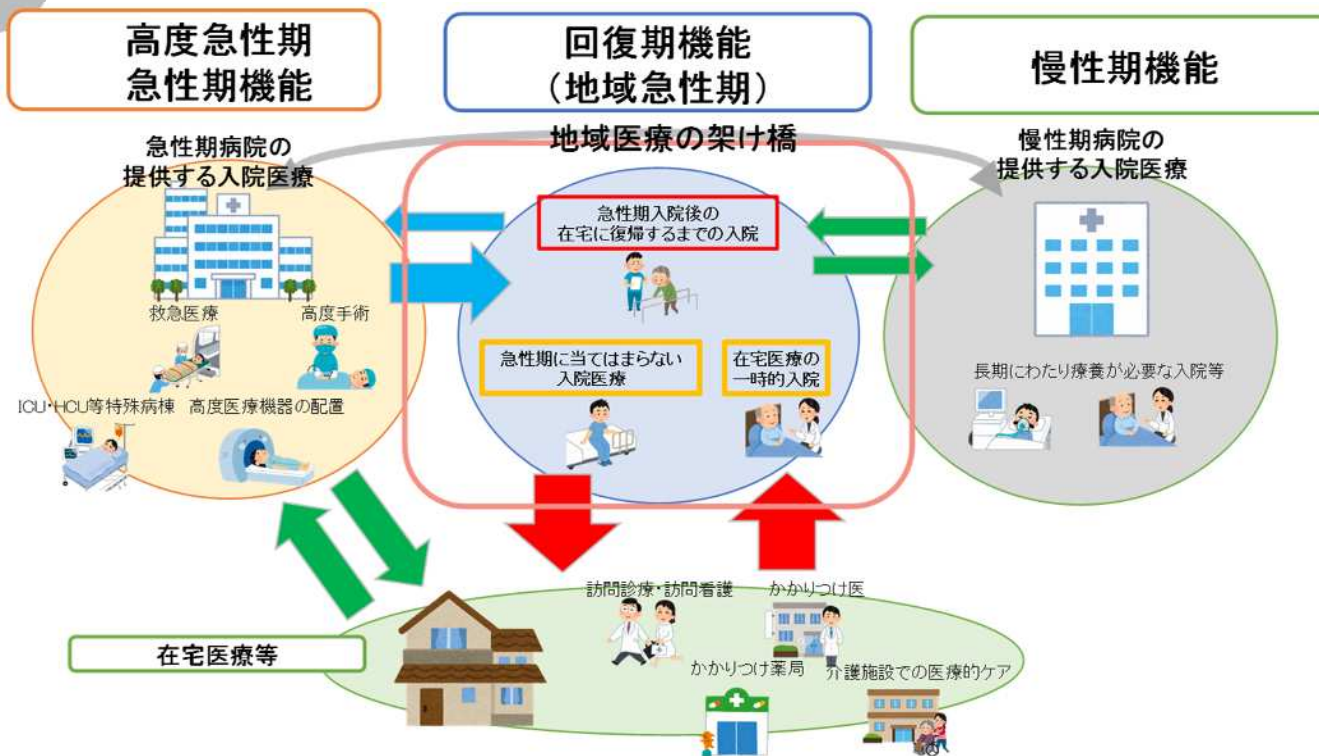 高度急性期
急性期機能
回復期機能
（地域急性期）
慢性期機能
地域医療の架け橋
急性期病院の
提供する入院医療
慢性期病院の
提供する入院医療
急性期入院後の
在宅に復帰するまでの入院
救急医療
高度手術
急性期に当てはまらない
入院医療
在宅医療の
一時的入院
長期にわたり療養が必要な入院等
ICU・HCU等特殊病棟
高度医療機器の配置
訪問診療・訪問看護
かかりつけ医
在宅医療等
かかりつけ薬局
介護施設での医療的ケア